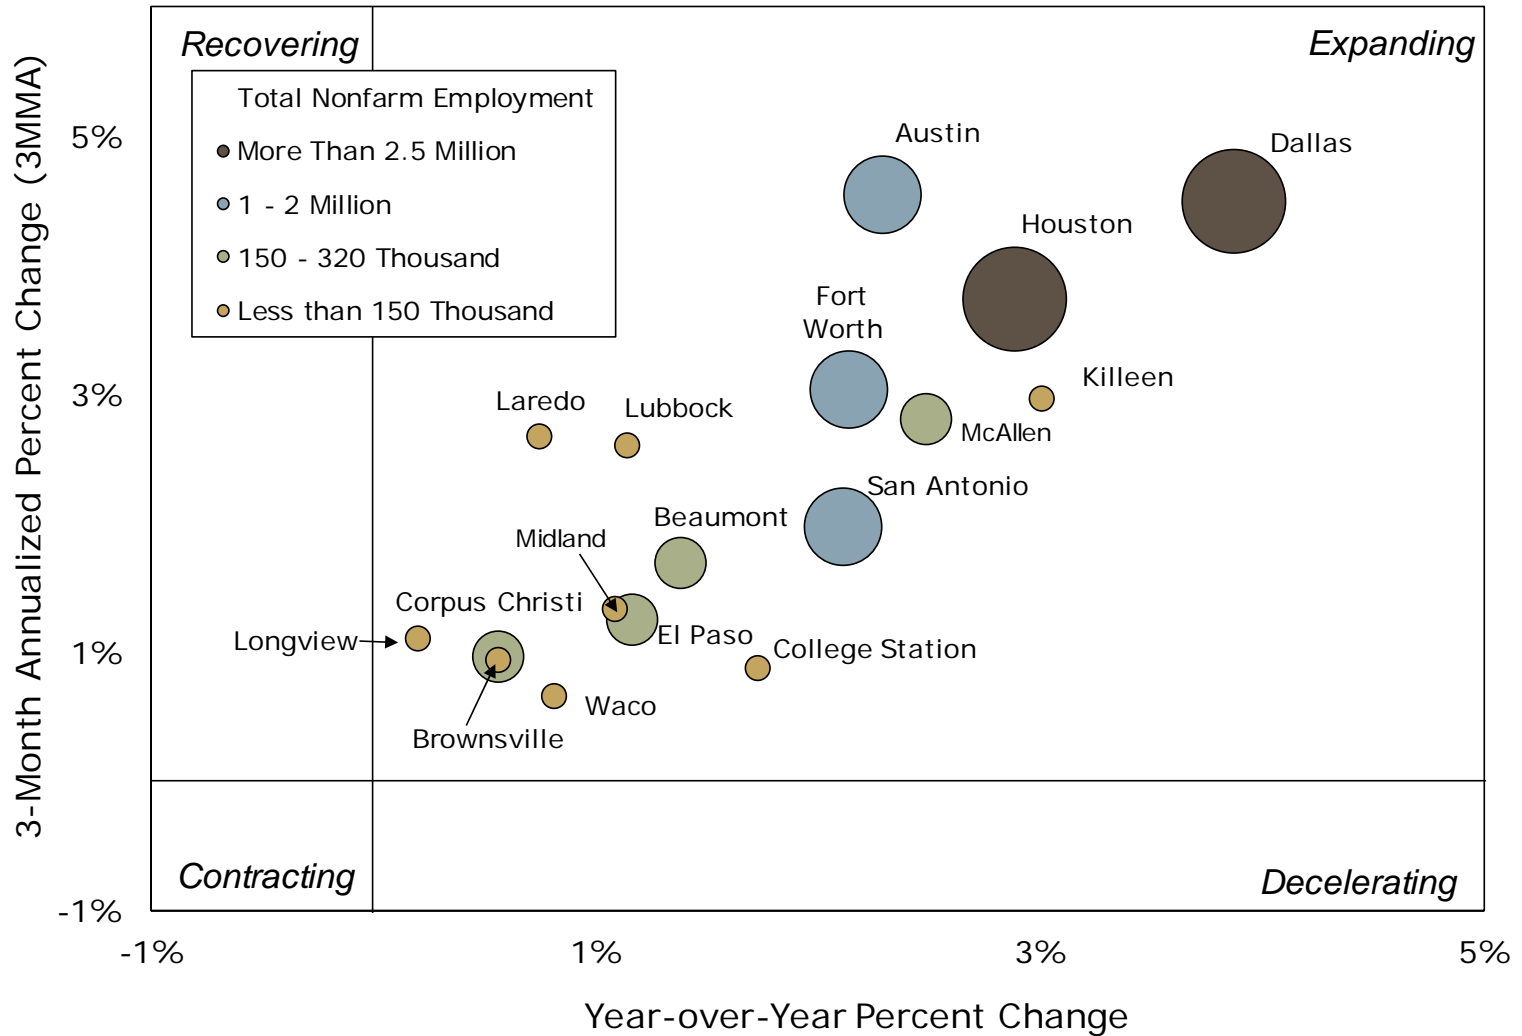 Recovering
Expanding
Total Nonfarm Employment
More Than 2.5 Million
1 - 2 Million
150 - 320 Thousand
Less than 150 Thousand
3-Month Annualized Percent Change (3MMA)
5%
3%
1%
-1%
Austin
Dallas
Houston
Fort
Worth
Killeen
Laredo
Lubbock
McAllen
San Antonio
Beaumont
Midland
Corpus Christi
Longview
El Paso
College Station
Waco
Brownsville
Contracting
Decelerating
-1%
1%
3%
5%
Year-over-Year Percent Change